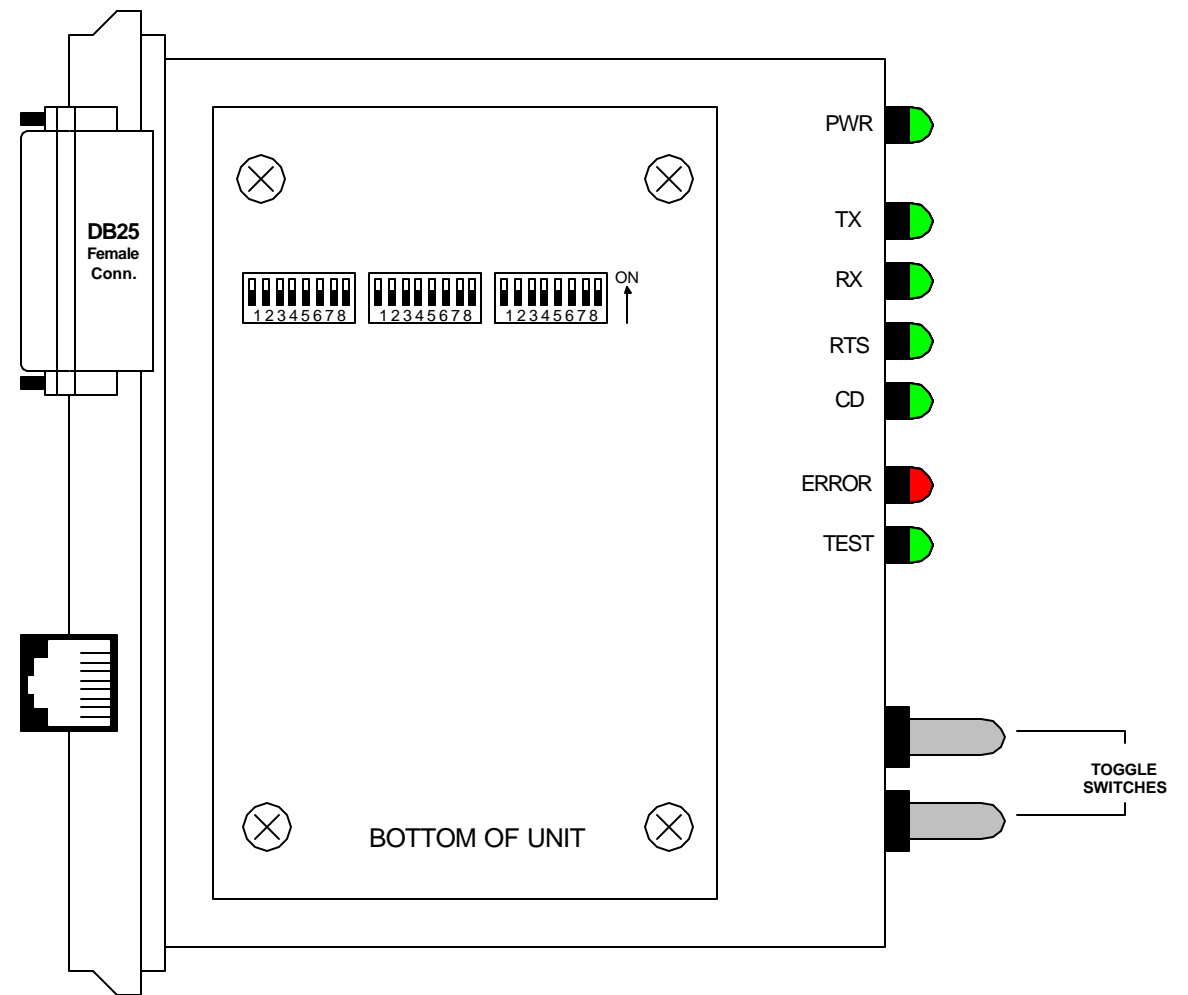 PWR
TX
RX
RTS
CD
ERROR
TEST
DB25
Female
Conn.
ON
12345678 12345678 12345678
TOGGLE
SWITCHES
BOTTOM OF UNIT